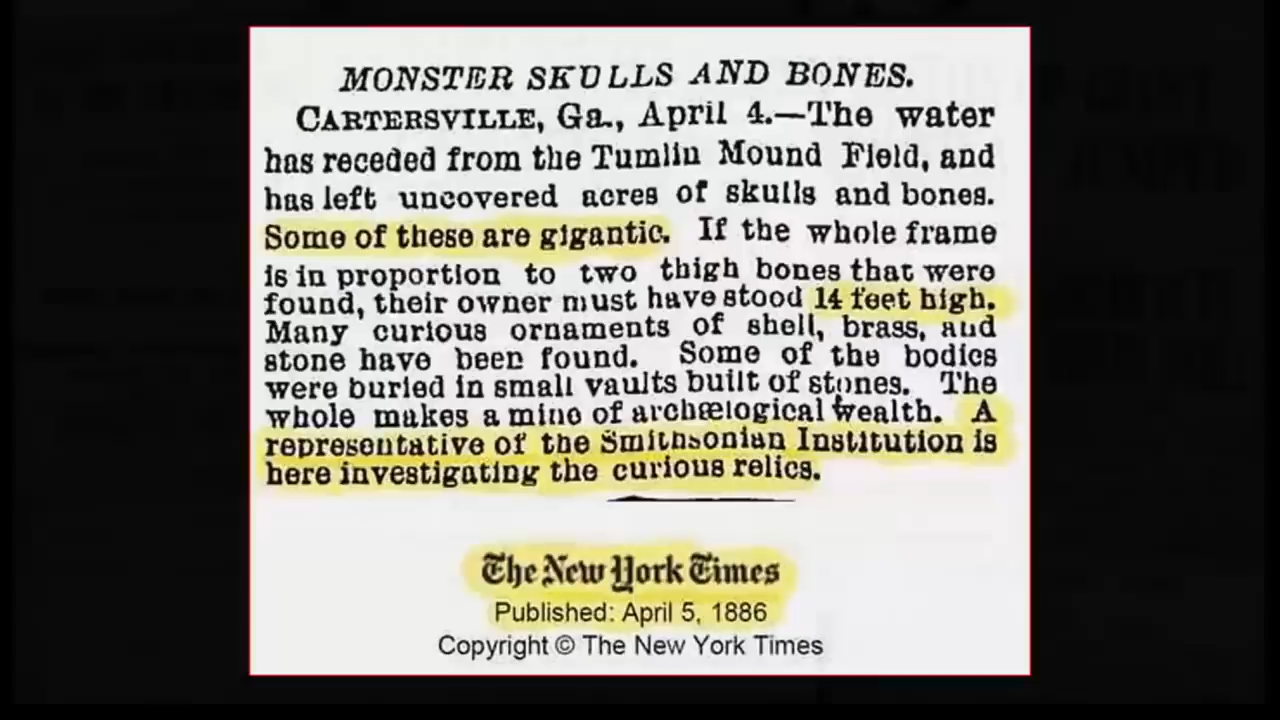 MONSTER SKULLS AND BONES.
CARTERSVILLE, Ga., April 4.—The water
has receded from the Tumlin Mound Field, and
has left uncovered acres of skulls and bones.
Some of these are gigantic. If the whole frame
is in proportion to two thigh bones that were
found, their owner must have stood 14 feet high.
Many curious ornaments of shell, brass, and
stone have been found. Some of the bodies
were buried in small vaults built of stones. The
whole makes a mine of archæological wealth. A
representative of the Smithsonian Institution is
here investigating the curious relics.
The New York Times
Published: April 5, 1886
Copyright © The New York Times